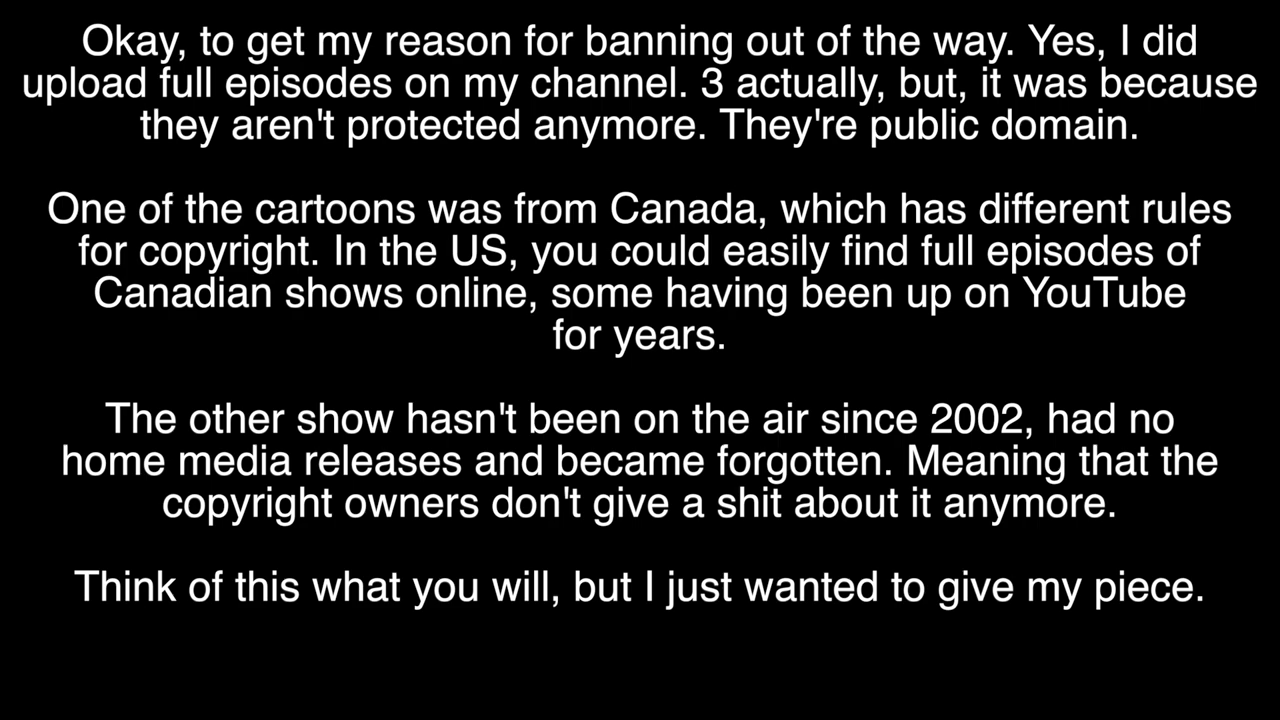 Okay, to get my reason for banning out of the way. Yes, I did
upload full episodes on my channel. 3 actually, but, it was because
they aren't protected anymore. They're public domain.
One of the cartoons was from Canada, which has different rules
for copyright. In the US, you could easily find full episodes of
Canadian shows online, some having been up on YouTube
for years.
The other show hasn't been on the air since 2002, had no
home media releases and became forgotten. Meaning that the
copyright owners don't give a shit about it anymore.
Think of this what you will, but I just wanted to give my piece.